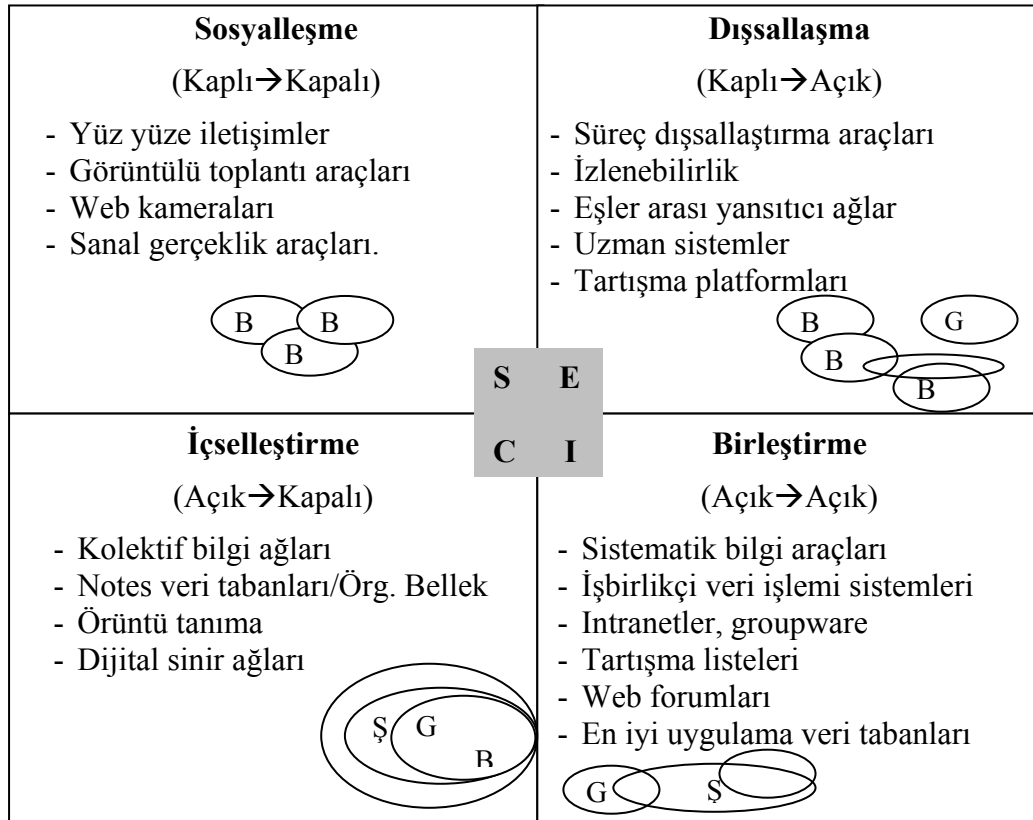 Sosyalleşme
(Kaplı→Kapalı)
- Yüz yüze iletişimler
- Görüntülü toplantı araçları
- Web kameraları
- Sanal gerçeklik araçları.
B
B
B
Dışsallaşma
(Kaplı→Açık)
- Süreç dışsallaştırma araçları
- İzlenebilirlik
- Eşler arası yansıtıcı ağlar
- Uzman sistemler
- Tartışma platformları
B
G
B
B
S E
C I
İçselleştirme
(Açık→Kapalı)
- Kolektif bilgi ağları
- Notes veri tabanları/Örg. Bellek
- Örüntü tanıma
- Dijital sinir ağları
Ş G
B
Birleştirme
(Açık→Açık)
- Sistematik bilgi araçları
- İşbirlikçi veri işlemi sistemleri
- Intranetler, groupware
- Tartışma listeleri
- Web forumları
- En iyi uygulama veri tabanları
G Ş